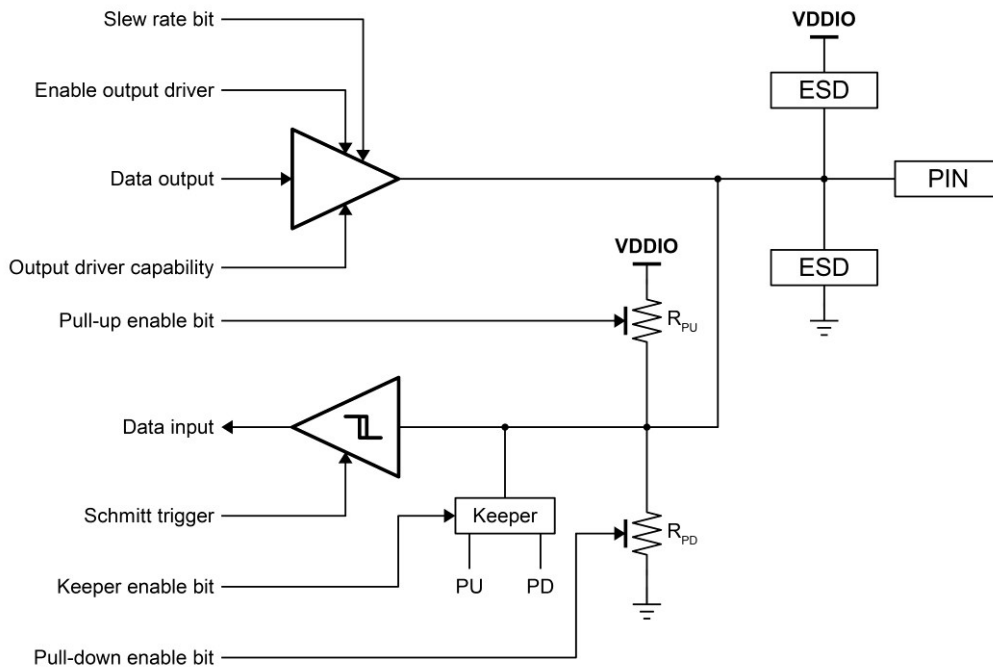 Slew rate bit
VDDIO
Enable output driver
ESD
Data output
PIN
VDDIO
Output driver capability
ESD
Pull-up enable bit
RPU
Data input
Schmitt trigger
Keeper
RPD
Keeper enable bit
PU
PD
Pull-down enable bit